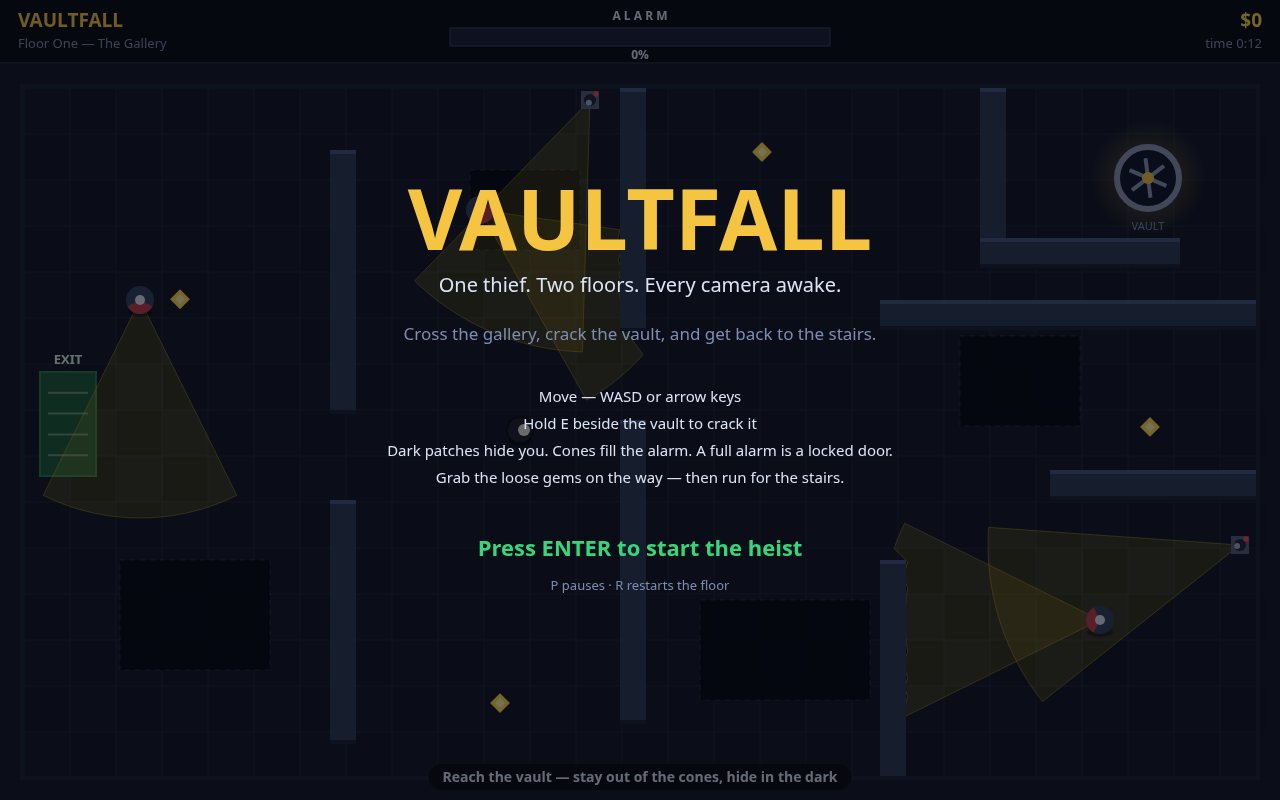 VAULTFALL
Floor One — The Gallery
ALARM
0%
$0
time 0:12
VAULT
EXIT
VAULTFALL
One thief. Two floors. Every camera awake.
Cross the gallery, crack the vault, and get back to the stairs.
Move — WASD or arrow keys
Hold E beside the vault to crack it
Dark patches hide you. Cones fill the alarm. A full alarm is a locked door.
Grab the loose gems on the way — then run for the stairs.
Press ENTER to start the heist
P pauses · R restarts the floor
Reach the vault — stay out of the cones, hide in the dark